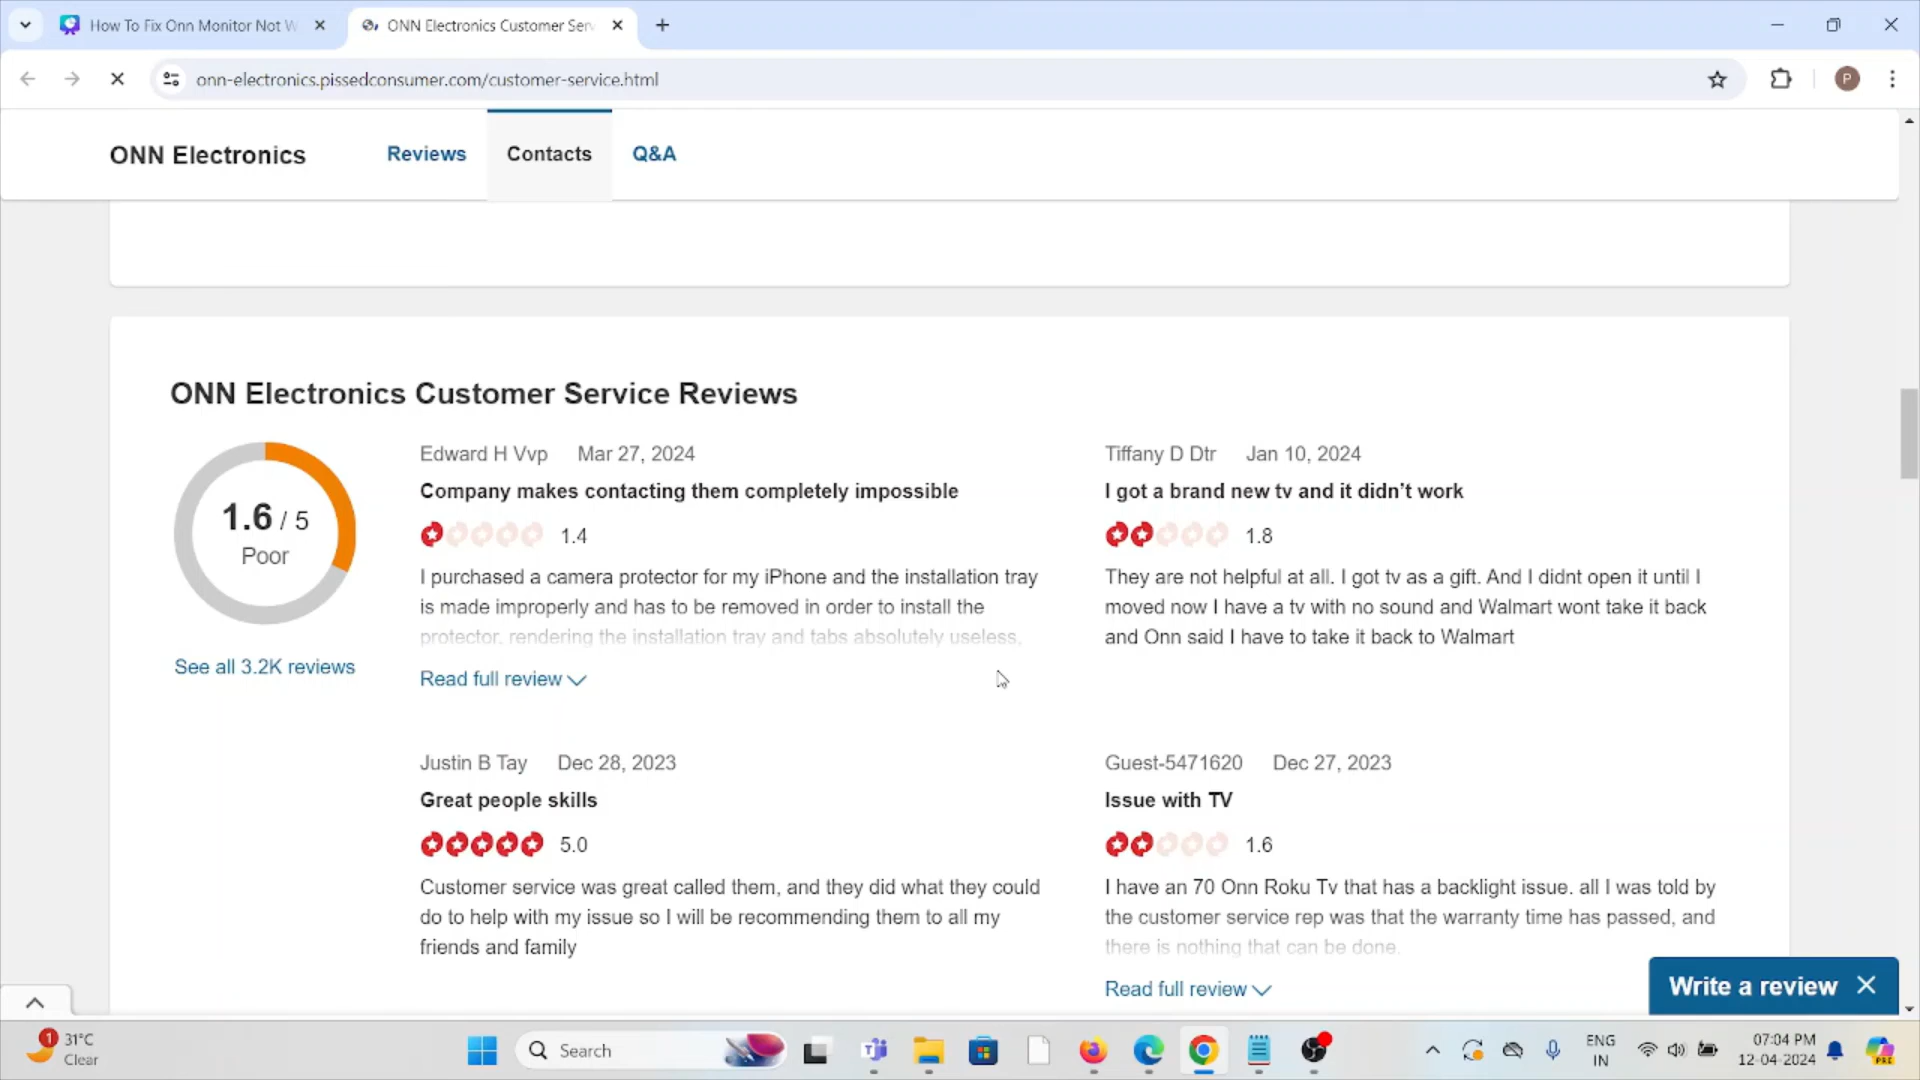 How To Fix Onn Monitor Not W
ONN Electronics Customer Ser
onn-electronics.pissedconsumer.com/customer-service.html
P
ONN Electronics
Reviews
Contacts
Q&A
ONN Electronics Customer Service Reviews
1.6 / 5
Poor
See all 3.2K reviews
Edward H Vvp Mar 27, 2024
Company makes contacting them completely impossible
1.4
I purchased a camera protector for my iPhone and the installation tray
is made improperly and has to be removed in order to install the
protector, rendering the installation tray and tabs absolutely useless.
Read full review
Tiffany D Dtr Jan 10, 2024
I got a brand new tv and it didn’t work
1.8
They are not helpful at all. I got tv as a gift. And I didnt open it until I
moved now I have a tv with no sound and Walmart wont take it back
and Onn said I have to take it back to Walmart
Justin B Tay Dec 28, 2023
Great people skills
5.0
Customer service was great called them, and they did what they could
do to help with my issue so I will be recommending them to all my
friends and family
Guest-5471620 Dec 27, 2023
Issue with TV
1.6
I have an 70 Onn Roku Tv that has a backlight issue. all I was told by
the customer service rep was that the warranty time has passed, and
there is nothing that can be done.
Read full review
Write a review
1
31°C
Clear
Search
ENG
IN
07:04 PM
12-04-2024
PRE